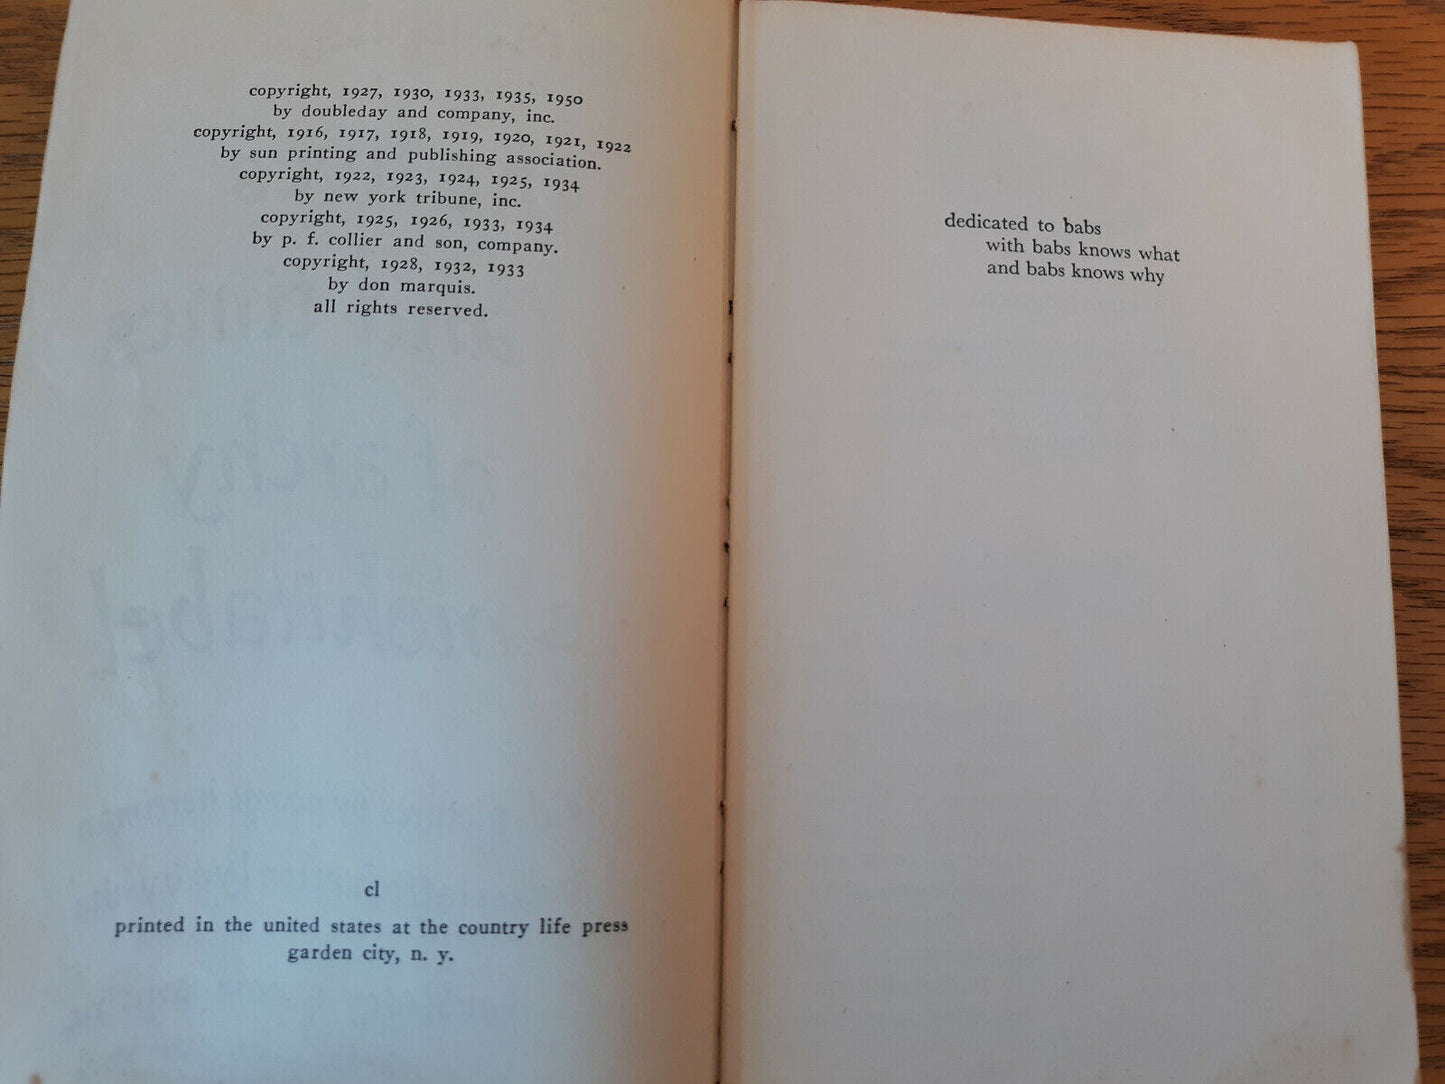 copyright, 1927, 1930, 1933, 1935, 1950
by doubleday and company, inc.
copyright, 1916, 1917, 1918, 1919, 1920, 1921, 1922
by sun printing and publishing association.
copyright, 1922, 1923, 1924, 1925, 1934
by new york tribune, inc.
copyright, 1925, 1926, 1933, 1934
by p. f. collier and son, company.
copyright, 1928, 1932, 1933
by don marquis.
all rights reserved.
cl
printed in the united states at the country life press
garden city, n. y.
dedicated to babs
with babs knows what
and babs knows why